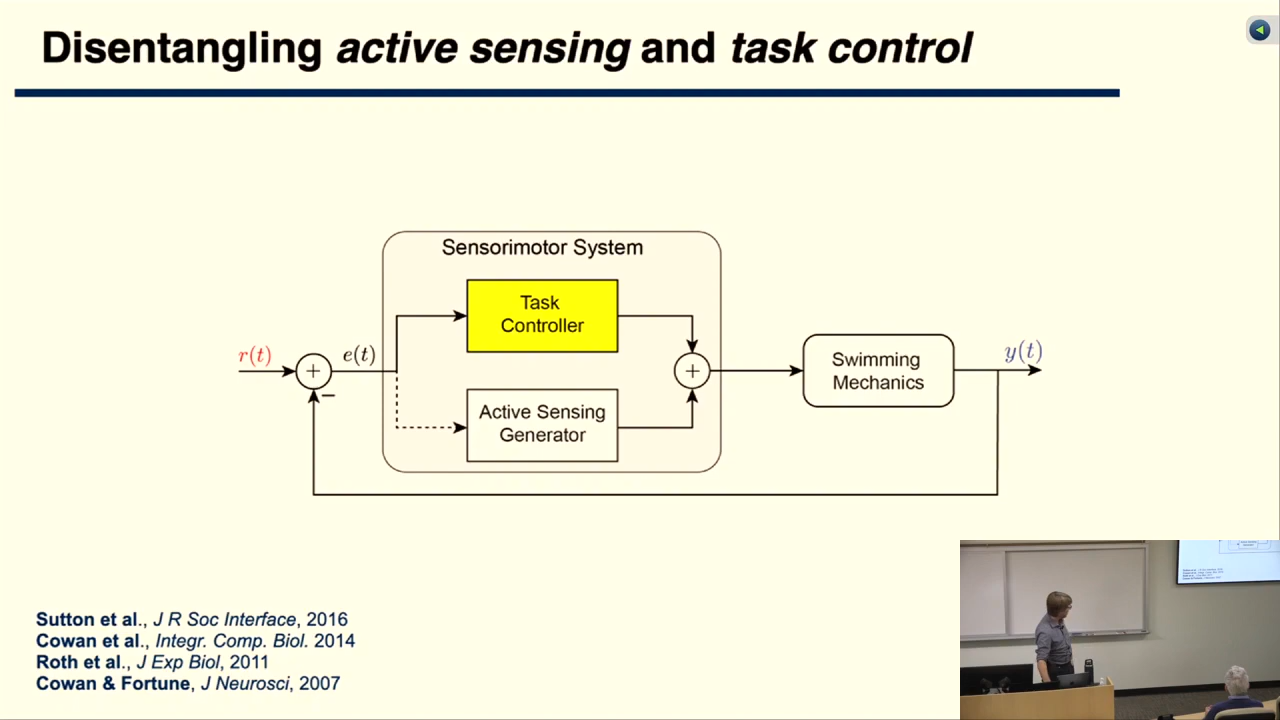 Disentangling active sensing and task control
Sensorimotor System
Task
Controller
r(t)
+
e(t)
−
+
Active Sensing
Generator
Swimming
Mechanics
y(t)
Sutton et al., J R Soc Interface, 2016
Cowan et al., Integr. Comp. Biol. 2014
Roth et al., J Exp Biol, 2011
Cowan & Fortune, J Neurosci, 2007